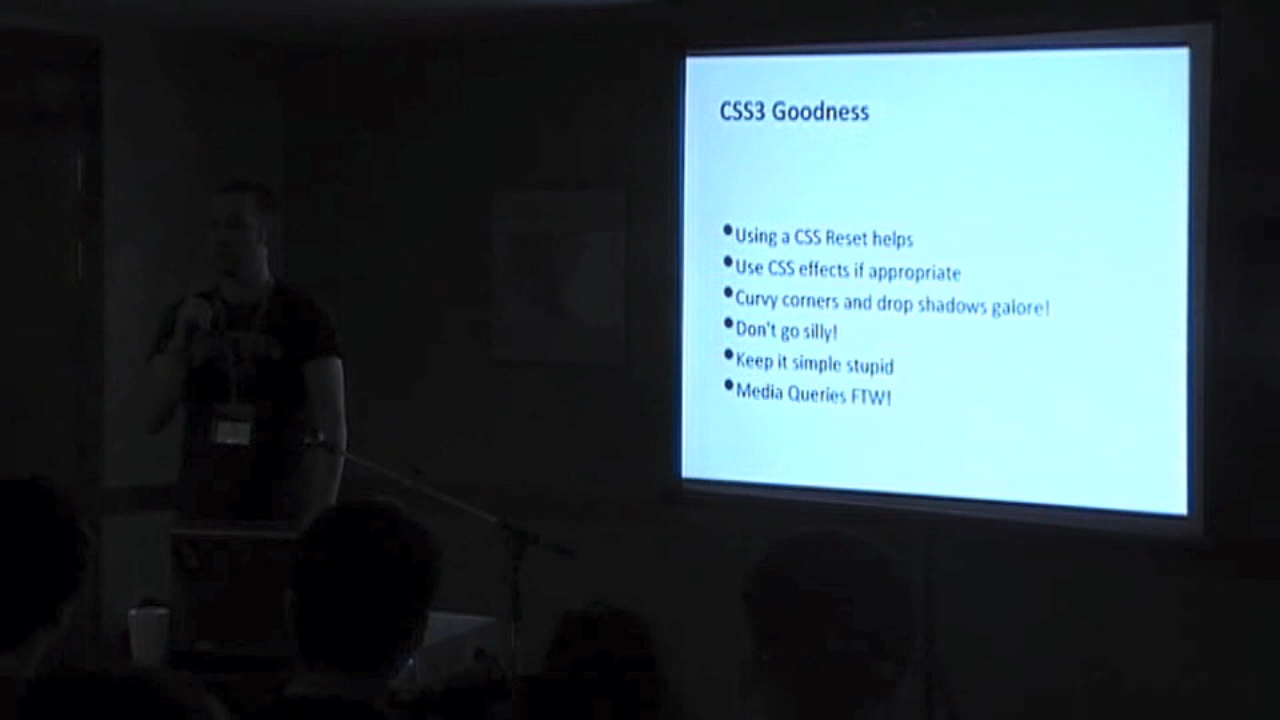 CSS3 Goodness
•Using a CSS Reset helps
•Use CSS effects if appropriate
•Curvy corners and drop shadows galore!
•Don't go silly!
•Keep it simple stupid
•Media Queries FTW!